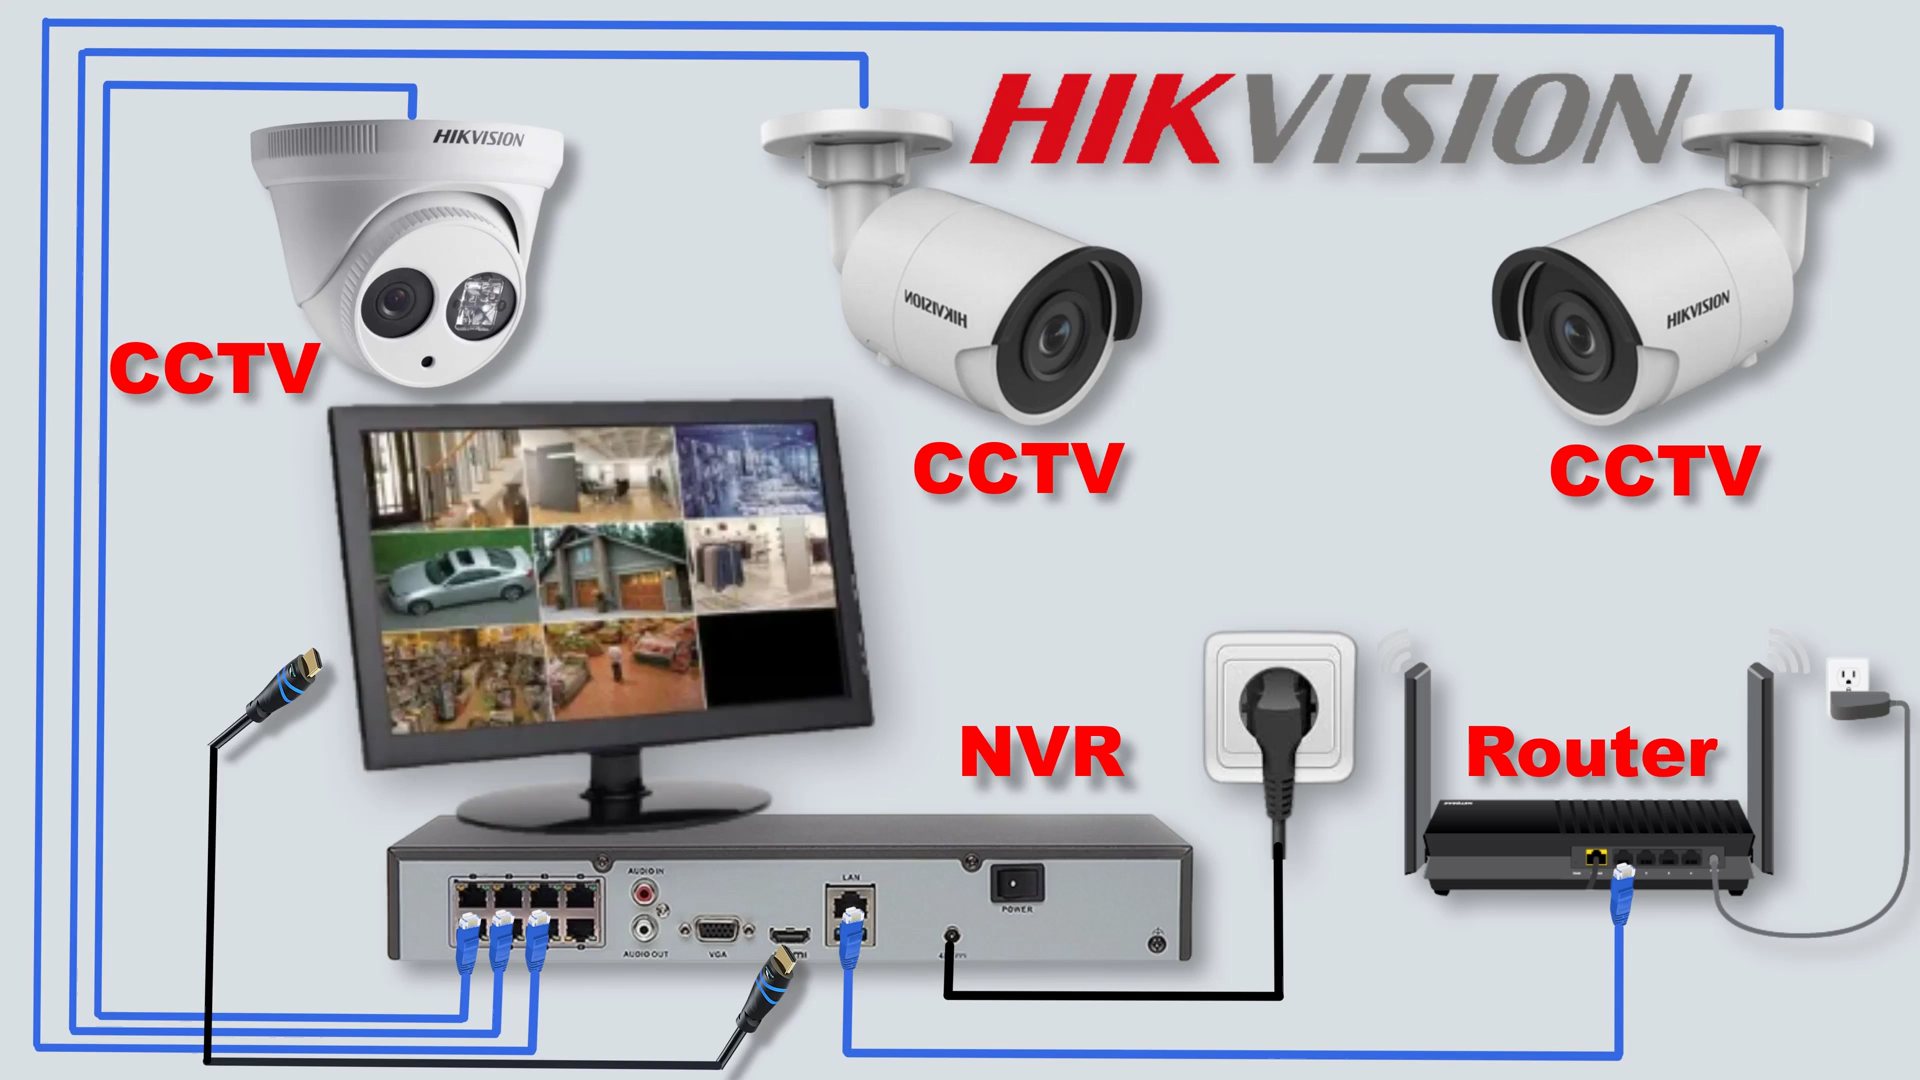 HIKVISION
HIKVISION
HIKVISION
HIKVISION
CCTV
CCTV
CCTV
NVR
Router
AUDIO IN
LAN
POWER
AUDIO OUT
VGA